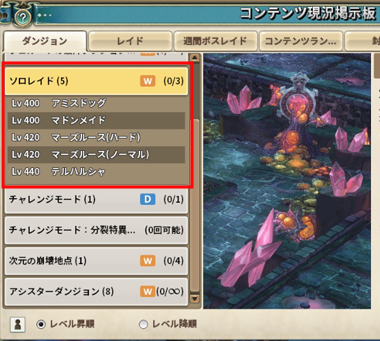 コンテンツ現況掲示板
ダンジョン レイド 週間ボスレイド コンテンツラン...
ソロレイド (5) W (0/3)
Lv 400 アミスドッグ
Lv 400 マドンメイド
Lv 420 マーズルース(ハード)
Lv 420 マーズルース(ノーマル)
Lv 440 テルハルシャ
チャレンジモード (1) D (0/1)
チャレンジモード：分裂特異... (0回可能)
次元の崩壊地点 (1) W (0/4)
アシスターダンジョン (8) W (0/∞)
レベル昇順 レベル降順